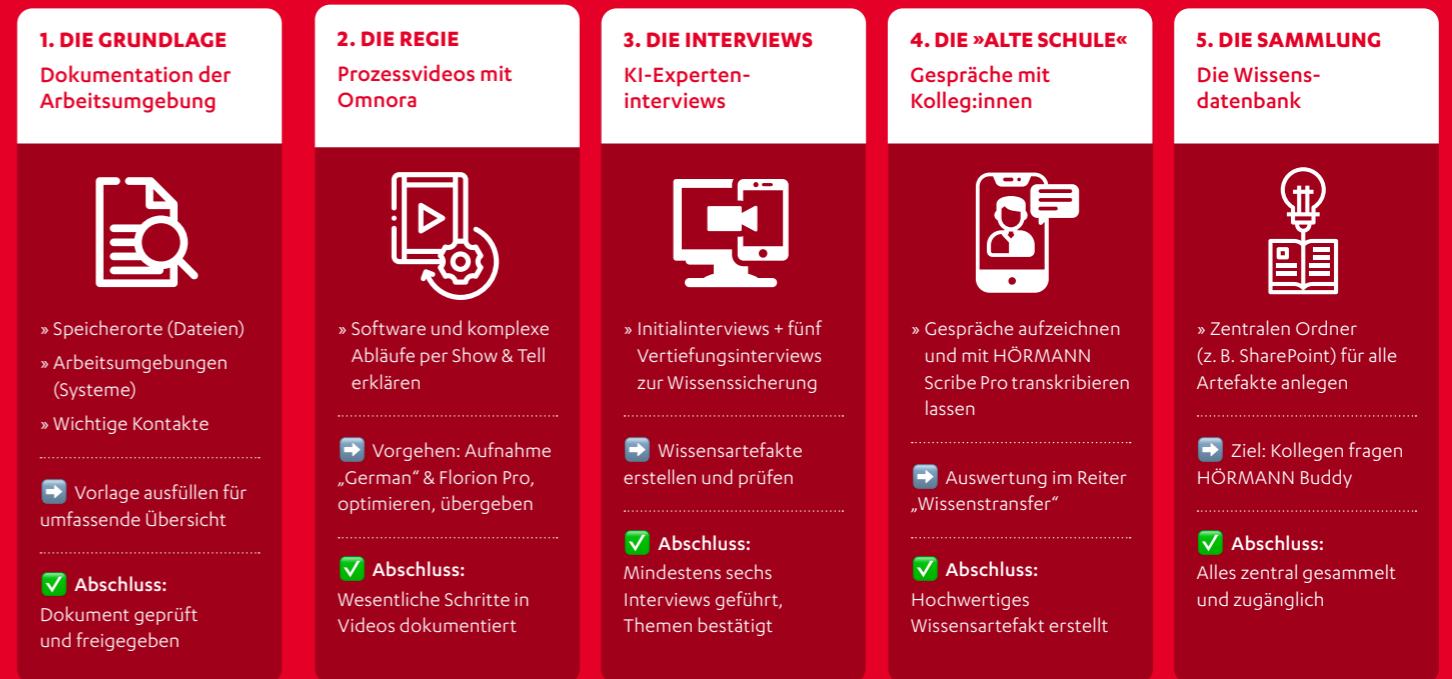 1. DIE GRUNDLAGE
Dokumentation der
Arbeitsumgebung
» Speicherorte (Dateien)
» Arbeitsumgebungen
(Systeme)
» Wichtige Kontakte
➡ Vorlage ausfüllen für
umfassende Übersicht
✅ Abschluss:
Dokument geprüft
und freigegeben
2. DIE REGIE
Prozessvideos mit
Omnora
» Software und komplexe
Abläufe per Show & Tell
erklären
➡ Vorgehen: Aufnahme
„German“ & Florion Pro,
optimieren, übergeben
✅ Abschluss:
Wesentliche Schritte in
Videos dokumentiert
3. DIE INTERVIEWS
KI-Experten-
interviews
» Initialinterviews + fünf
Vertiefungsinterviews
zur Wissenssicherung
➡ Wissensartefakte
erstellen und prüfen
✅ Abschluss:
Mindestens sechs
Interviews geführt,
Themen bestätigt
4. DIE »ALTE SCHULE«
Gespräche mit
Kolleg:innen
» Gespräche aufzeichnen
und mit HÖRMANN
Scribe Pro transkribieren
lassen
➡ Auswertung im Reiter
„Wissenstransfer“
✅ Abschluss:
Hochwertiges
Wissensartefakt erstellt
5. DIE SAMMLUNG
Die Wissens-
datenbank
» Zentralen Ordner
(z. B. SharePoint) für alle
Artefakte anlegen
➡ Ziel: Kollegen fragen
HÖRMANN Buddy
✅ Abschluss:
Alles zentral gesammelt
und zugänglich